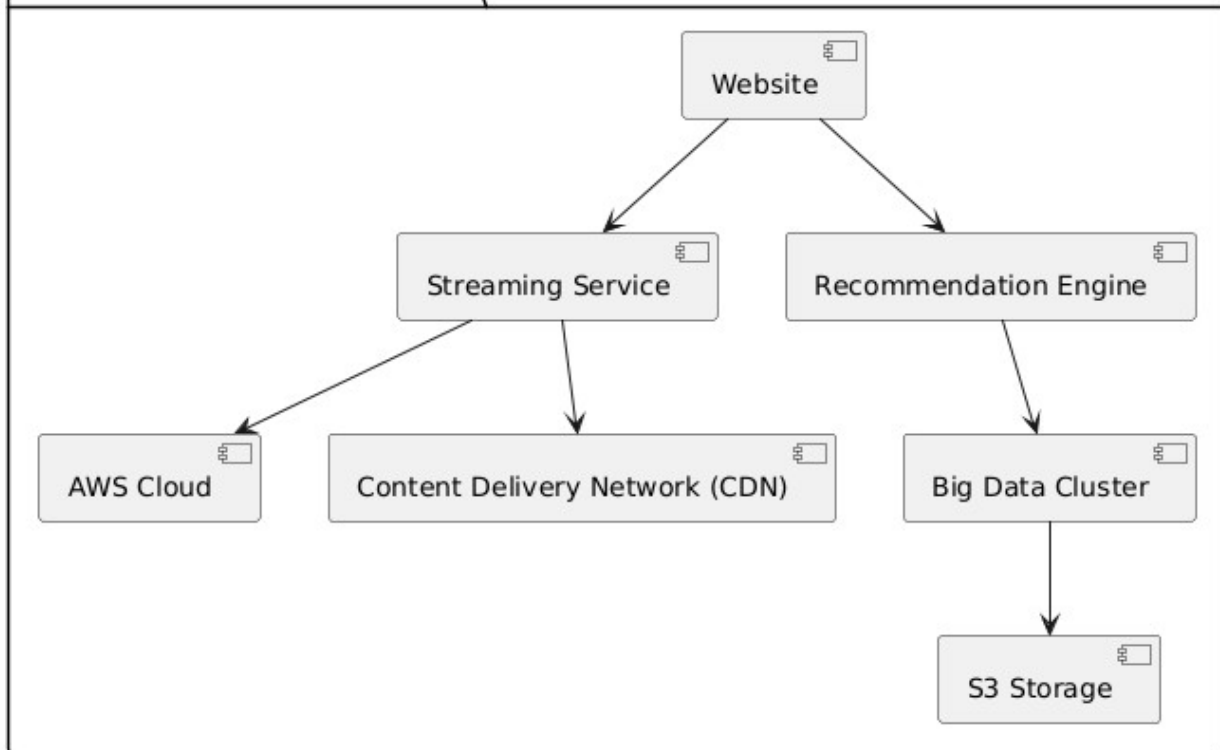 Website
Streaming Service
Recommendation Engine
AWS Cloud
Content Delivery Network (CDN)
Big Data Cluster
S3 Storage